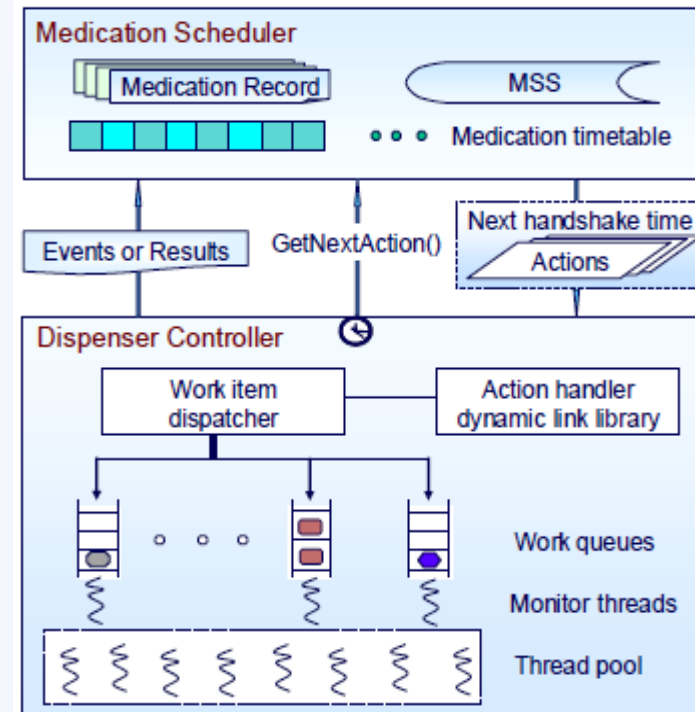 Medication Scheduler
Medication Record
MSS
Medication timetable
Events or Results
GetNextAction()
Next handshake time
Actions
Dispenser Controller
Work item
dispatcher
Action handler
dynamic link library
Work queues
Monitor threads
Thread pool